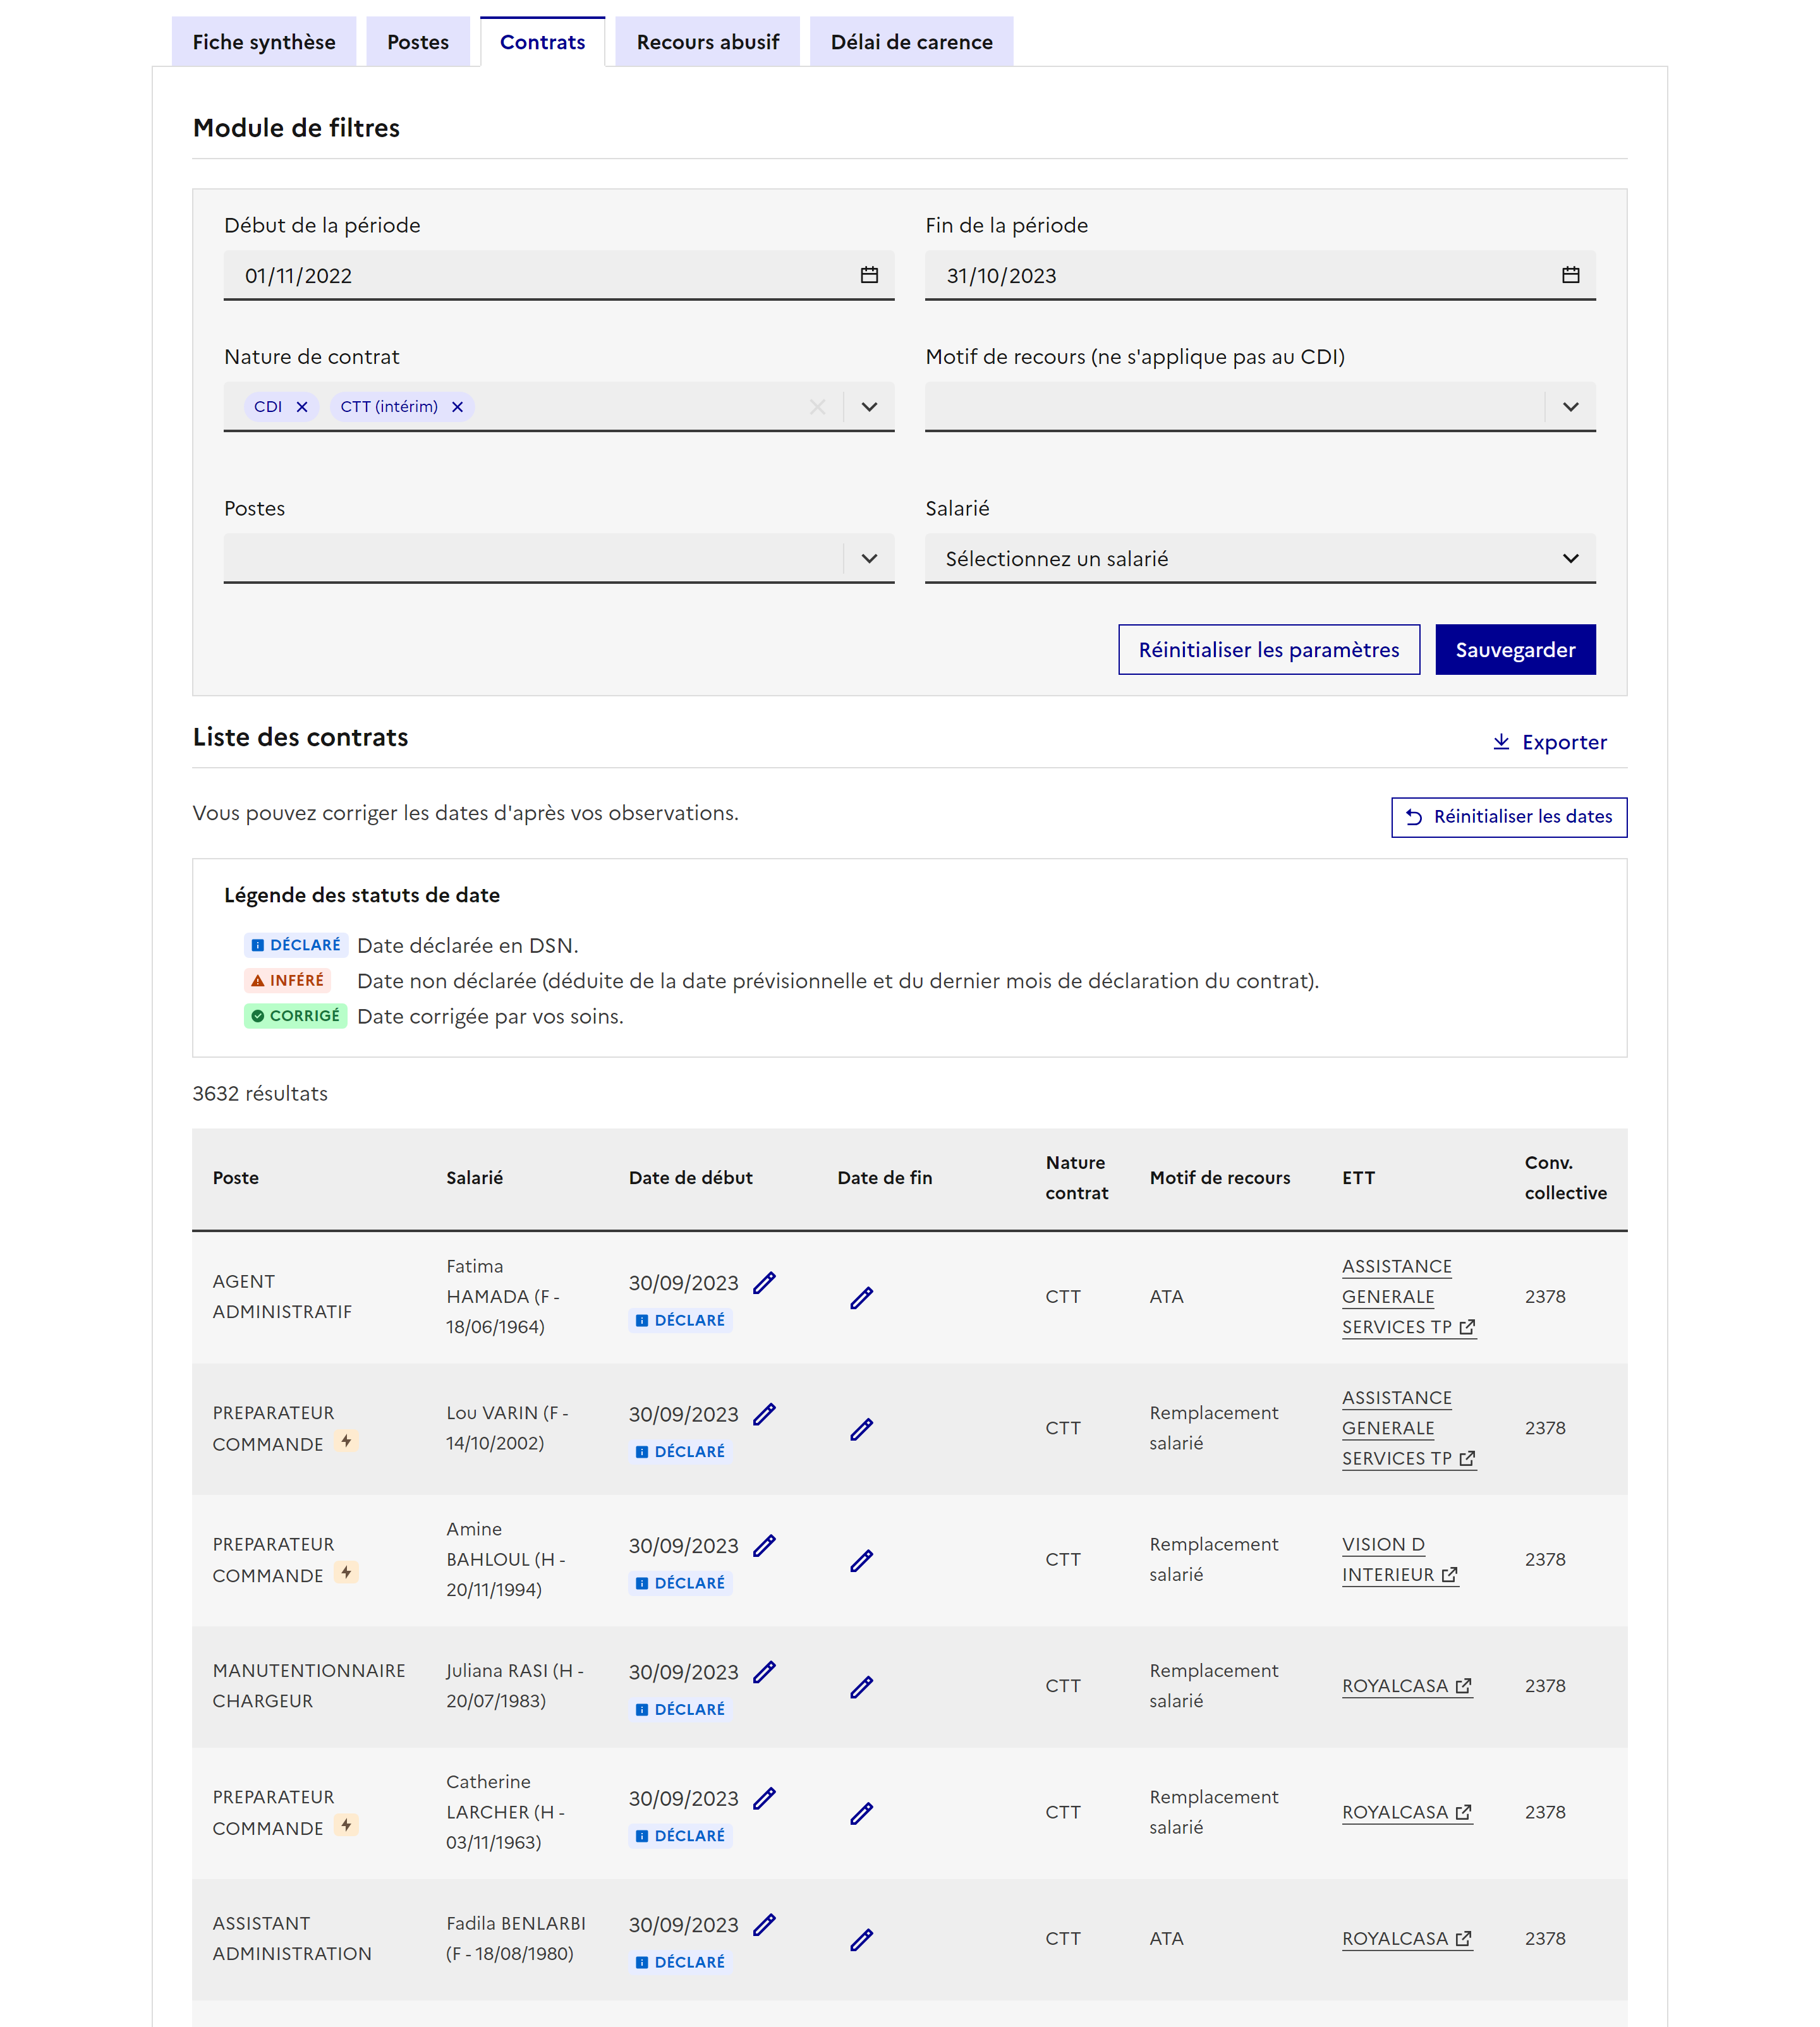 Fiche synthèse
Postes
Contrats
Recours abusif
Délai de carence
Module de filtres
Début de la période
Fin de la période
01/11/2022
31/10/2023
Nature de contrat
Motif de recours (ne s'applique pas au CDI)
CDI
CTT (intérim)
Postes
Salarié
Sélectionnez un salarié
Réinitialiser les paramètres
Sauvegarder
Liste des contrats
Exporter
Vous pouvez corriger les dates d'après vos observations.
Réinitialiser les dates
Légende des statuts de date
DÉCLARÉ Date déclarée en DSN.
INFÉRÉ Date non déclarée (déduite de la date prévisionnelle et du dernier mois de déclaration du contrat).
CORRIGÉ Date corrigée par vos soins.
3632 résultats
Poste
Salarié
Date de début
Date de fin
Nature
contrat
Motif de recours
ETT
Conv.
collective
AGENT
ADMINISTRATIF
Fatima
HAMADA (F -
18/06/1964)
30/09/2023
DÉCLARÉ
CTT
ATA
ASSISTANCE
GENERALE
SERVICES TP
2378
PREPARATEUR
COMMANDE
Lou VARIN (F -
14/10/2002)
30/09/2023
DÉCLARÉ
CTT
Remplacement
salarié
ASSISTANCE
GENERALE
SERVICES TP
2378
PREPARATEUR
COMMANDE
Amine
BAHLOUL (H -
20/11/1994)
30/09/2023
DÉCLARÉ
CTT
Remplacement
salarié
VISION D
INTERIEUR
2378
MANUTENTIONNAIRE
CHARGEUR
Juliana RASI (H -
20/07/1983)
30/09/2023
DÉCLARÉ
CTT
Remplacement
salarié
ROYALCASA
2378
PREPARATEUR
COMMANDE
Catherine
LARCHER (H -
03/11/1963)
30/09/2023
DÉCLARÉ
CTT
Remplacement
salarié
ROYALCASA
2378
ASSISTANT
ADMINISTRATION
Fadila BENLARBI
(F - 18/08/1980)
30/09/2023
DÉCLARÉ
CTT
ATA
ROYALCASA
2378